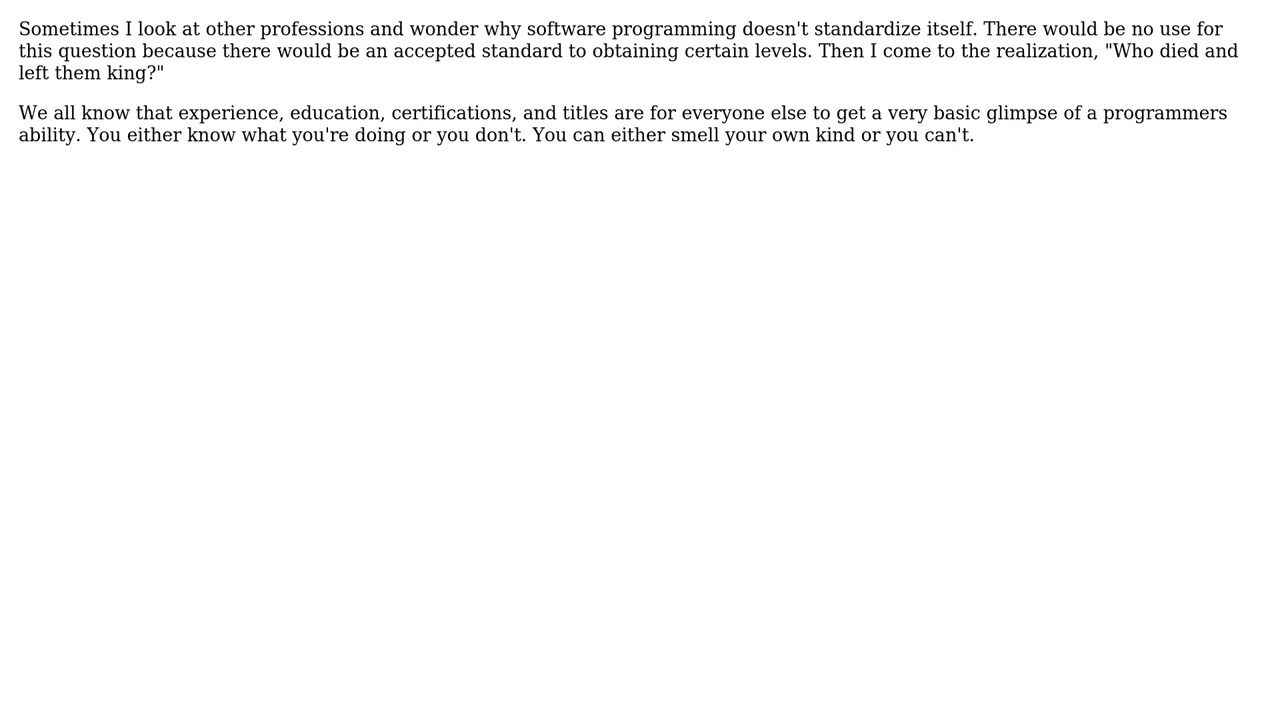 Sometimes I look at other professions and wonder why software programming doesn't standardize itself. There would be no use for
this question because there would be an accepted standard to obtaining certain levels. Then I come to the realization, "Who died and
left them king?"
We all know that experience, education, certifications, and titles are for everyone else to get a very basic glimpse of a programmers
ability. You either know what you're doing or you don't. You can either smell your own kind or you can't.